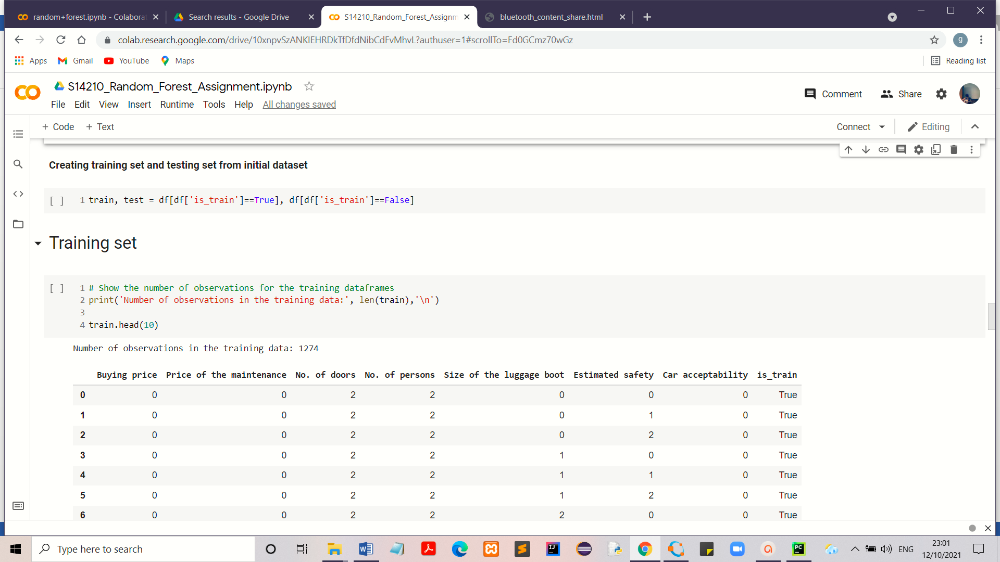 random+forest.ipynb - Colabora
Search results - Google Drive
S14210_Random_Forest_Assignm
bluetooth_content_share.html
colab.research.google.com/drive/10xnpvSzANKlEHRDkTfDfdNibCdFvMhvL?authuser=1#scrollTo=Fd0GCmz70wGz
g
Apps Gmail YouTube Maps Reading list
S14210_Random_Forest_Assignment.ipynb
Comment Share
File Edit View Insert Runtime Tools Help All changes saved
+ Code + Text Connect Editing
Creating training set and testing set from initial dataset
[ ] 1 train, test = df[df['is_train']==True], df[df['is_train']==False]
Training set
[ ] 1 # Show the number of observations for the training dataframes
2 print('Number of observations in the training data:', len(train),'\n')
3
4 train.head(10)
Number of observations in the training data: 1274
Buying price Price of the maintenance No. of doors No. of persons Size of the luggage boot Estimated safety Car acceptability is_train
0 0 0 2 2 0 0 0 True
1 0 0 2 2 0 1 0 True
2 0 0 2 2 0 2 0 True
3 0 0 2 2 1 0 0 True
4 0 0 2 2 1 1 0 True
5 0 0 2 2 1 2 0 True
6 0 0 2 2 2 0 0 True
Type here to search
ENG
23:01
12/10/2021